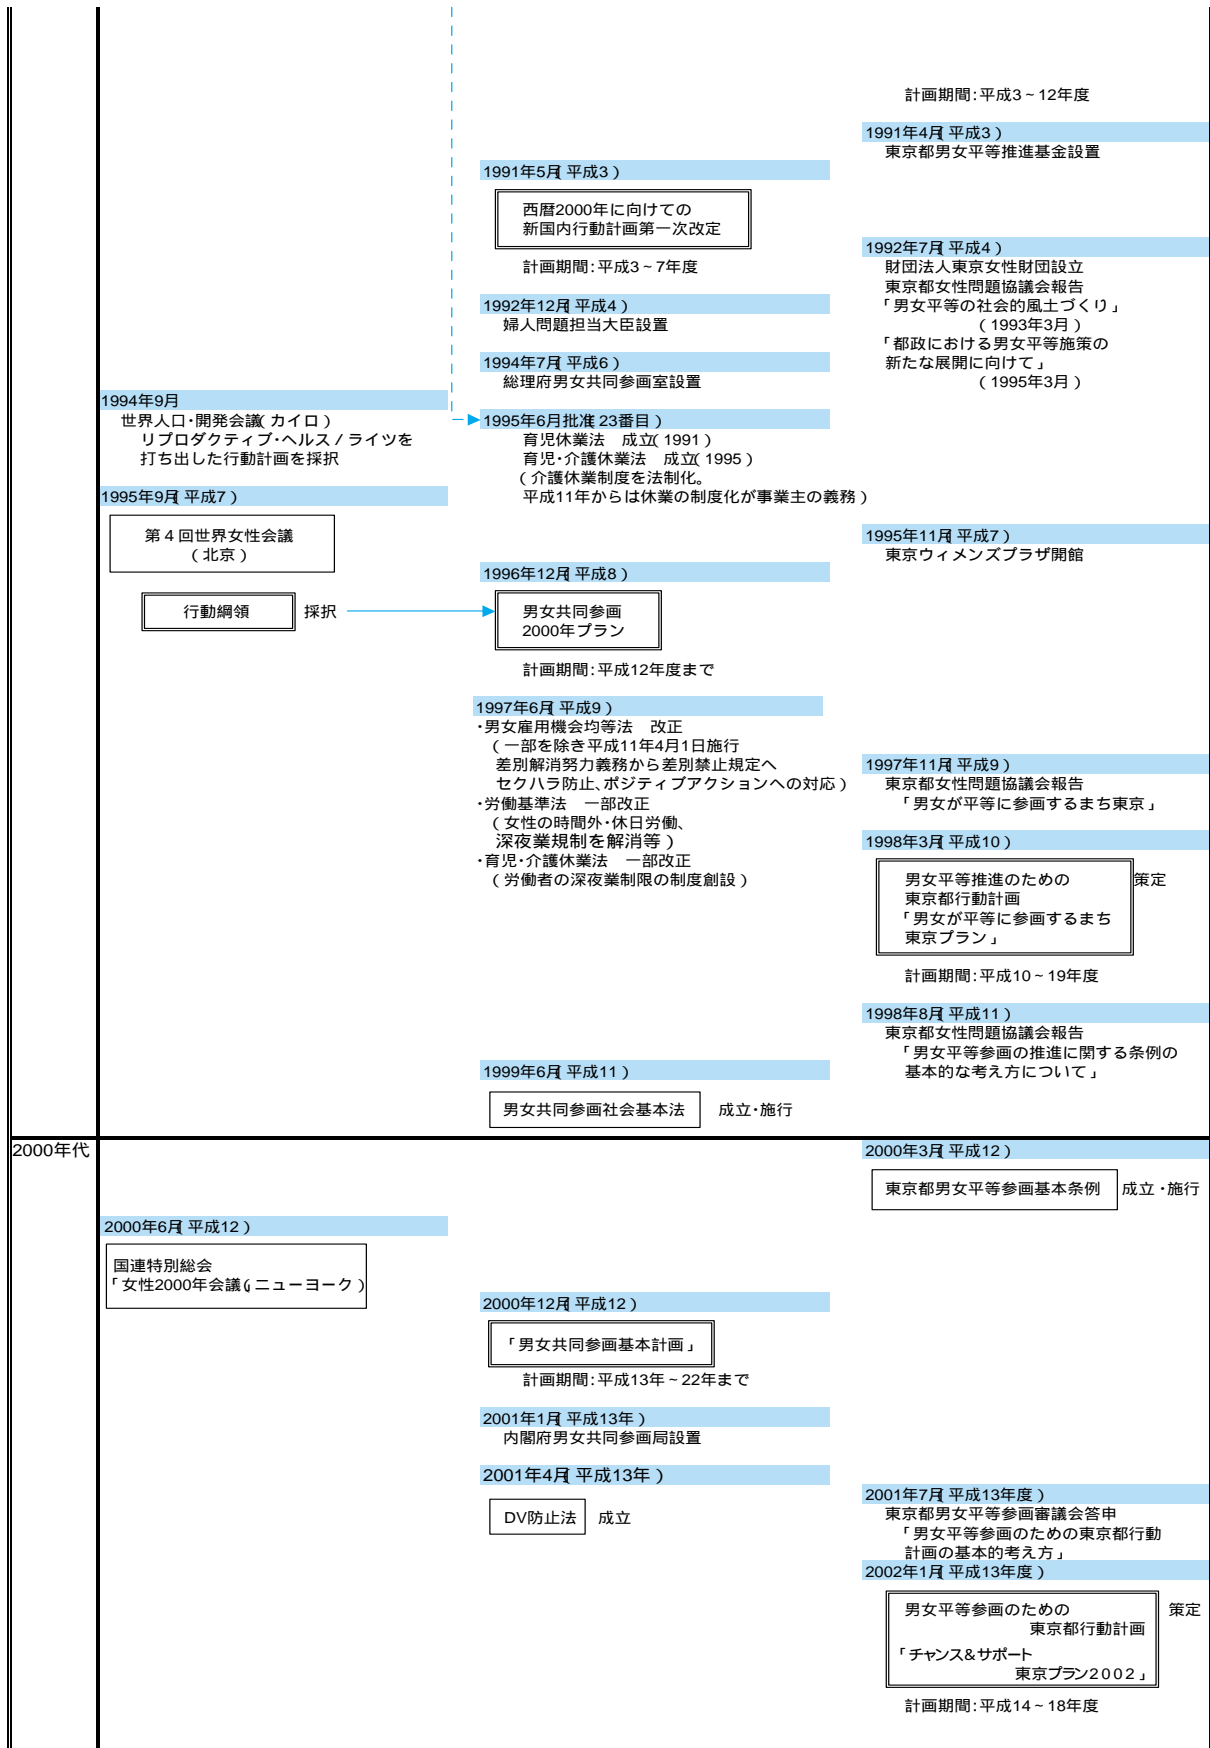 計画期間:平成3~12年度
1991年4月(平成3)
東京都男女平等推進基金設置
1991年5月(平成3)
西暦2000年に向けての
新国内行動計画第一次改定
計画期間:平成3~7年度
1992年7月(平成4)
財団法人東京女性財団設立
東京都女性問題協議会報告
「男女平等の社会的風土づくり」
(1993年3月)
「都政における男女平等施策の
新たな展開に向けて」
(1995年3月)
1992年12月(平成4)
婦人問題担当大臣設置
1994年7月(平成6)
総理府男女共同参画室設置
1994年9月
世界人口・開発会議(カイロ)
リプロダクティブ・ヘルス/ライツを
打ち出した行動計画を採択
1995年6月批准(23番目)
育児休業法 成立(1991)
育児・介護休業法 成立(1995)
(介護休業制度を法制化。
平成11年からは休業の制度化が事業主の義務)
1995年9月(平成7)
第4回世界女性会議
(北京)
行動綱領 採択
1995年11月(平成7)
東京ウィメンズプラザ開館
1996年12月(平成8)
男女共同参画
2000年プラン
計画期間:平成12年度まで
1997年6月(平成9)
・男女雇用機会均等法 改正
(一部を除き平成11年4月1日施行
差別解消努力義務から差別禁止規定へ
セクハラ防止、ポジティブアクションへの対応)
・労働基準法 一部改正
(女性の時間外・休日労働、
深夜業規制を解消等)
・育児・介護休業法 一部改正
(労働者の深夜業制限の制度創設)
1997年11月(平成9)
東京都女性問題協議会報告
「男女が平等に参画するまち東京」
1998年3月(平成10)
男女平等推進のための 策定
東京都行動計画
「男女が平等に参画するまち
東京プラン」
計画期間:平成10~19年度
1998年8月(平成11)
東京都女性問題協議会報告
「男女平等参画の推進に関する条例の
基本的な考え方について」
1999年6月(平成11)
男女共同参画社会基本法 成立・施行
2000年代
2000年3月(平成12)
東京都男女平等参画基本条例 成立・施行
2000年6月(平成12)
国連特別総会
「女性2000年会議」(ニューヨーク)
2000年12月(平成12)
「男女共同参画基本計画」
計画期間:平成13年~22年まで
2001年1月(平成13年)
内閣府男女共同参画局設置
2001年4月(平成13年)
DV防止法 成立
2001年7月(平成13年度)
東京都男女平等参画審議会答申
「男女平等参画のための東京都行動
計画の基本的考え方」
2002年1月(平成13年度)
男女平等参画のための 策定
東京都行動計画
「チャンス&サポート
東京プラン2002」
計画期間:平成14~18年度